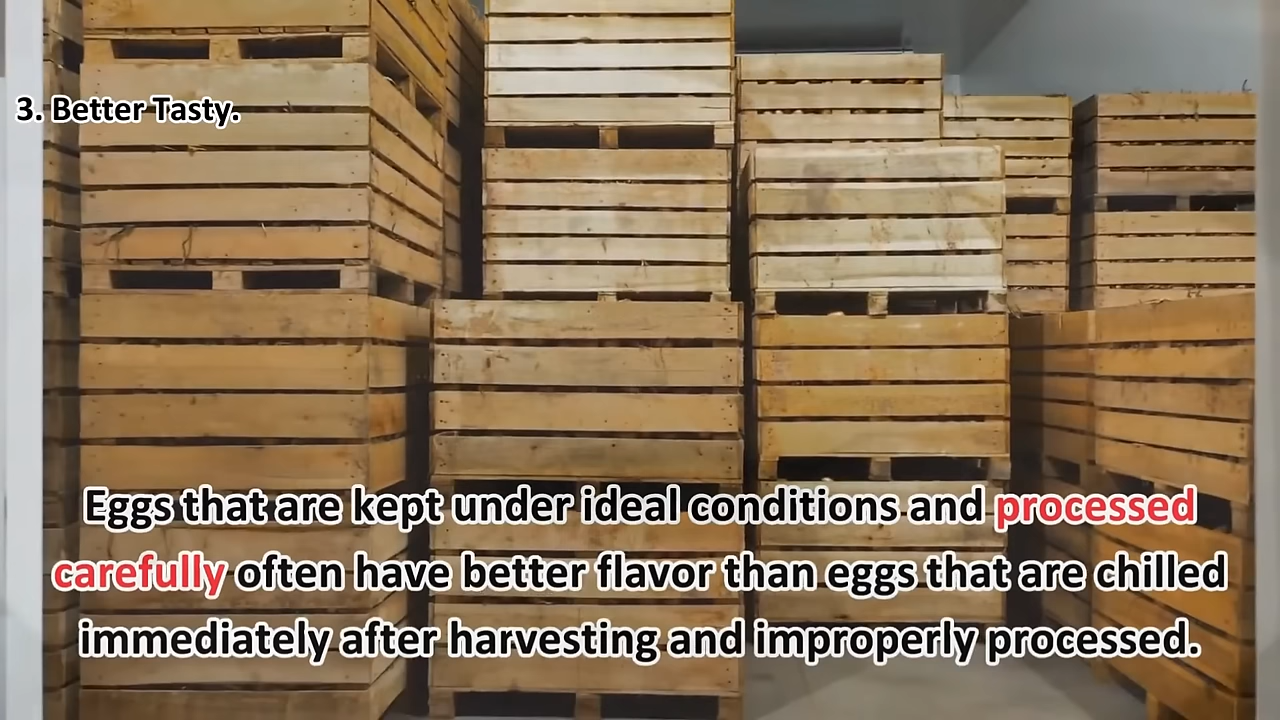 3. Better Tasty.
Eggs that are kept under ideal conditions and processed
carefully often have better flavor than eggs that are chilled
immediately after harvesting and improperly processed.